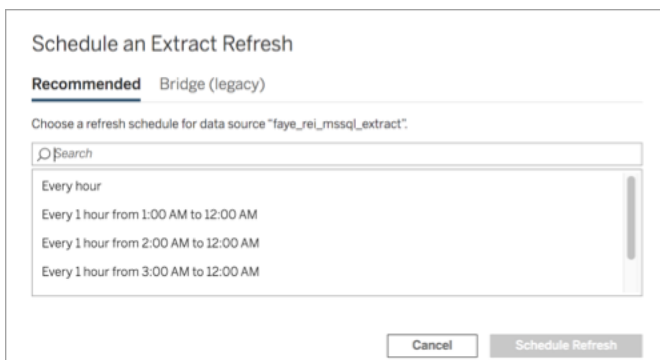 Schedule an Extract Refresh
Recommended Bridge (legacy)
Choose a refresh schedule for data source "faye_rei_mssql_extract".
Search
Every hour
Every 1 hour from 1:00 AM to 12:00 AM
Every 1 hour from 2:00 AM to 12:00 AM
Every 1 hour from 3:00 AM to 12:00 AM
Cancel Schedule Refresh